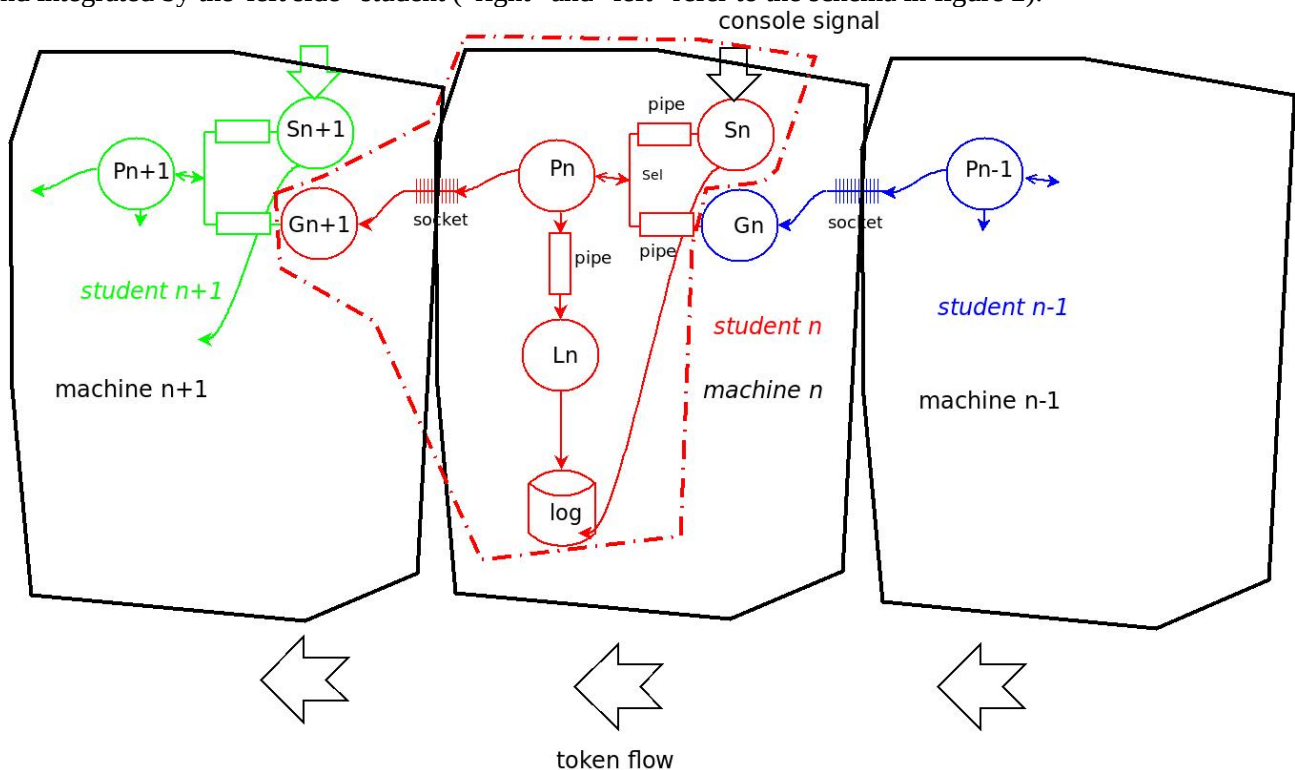 nd integrated by the "left side" student ("right" and "left" refer to the schema in figure 2).
console signal
pipe
Sn+1
Sn
Pn+1
Pn
Sel
Pn-1
Gn+1
socket
pipe
Gn
socket
pipe
student n+1
student n
student n-1
Ln
machine n+1
machine n
machine n-1
log
token flow